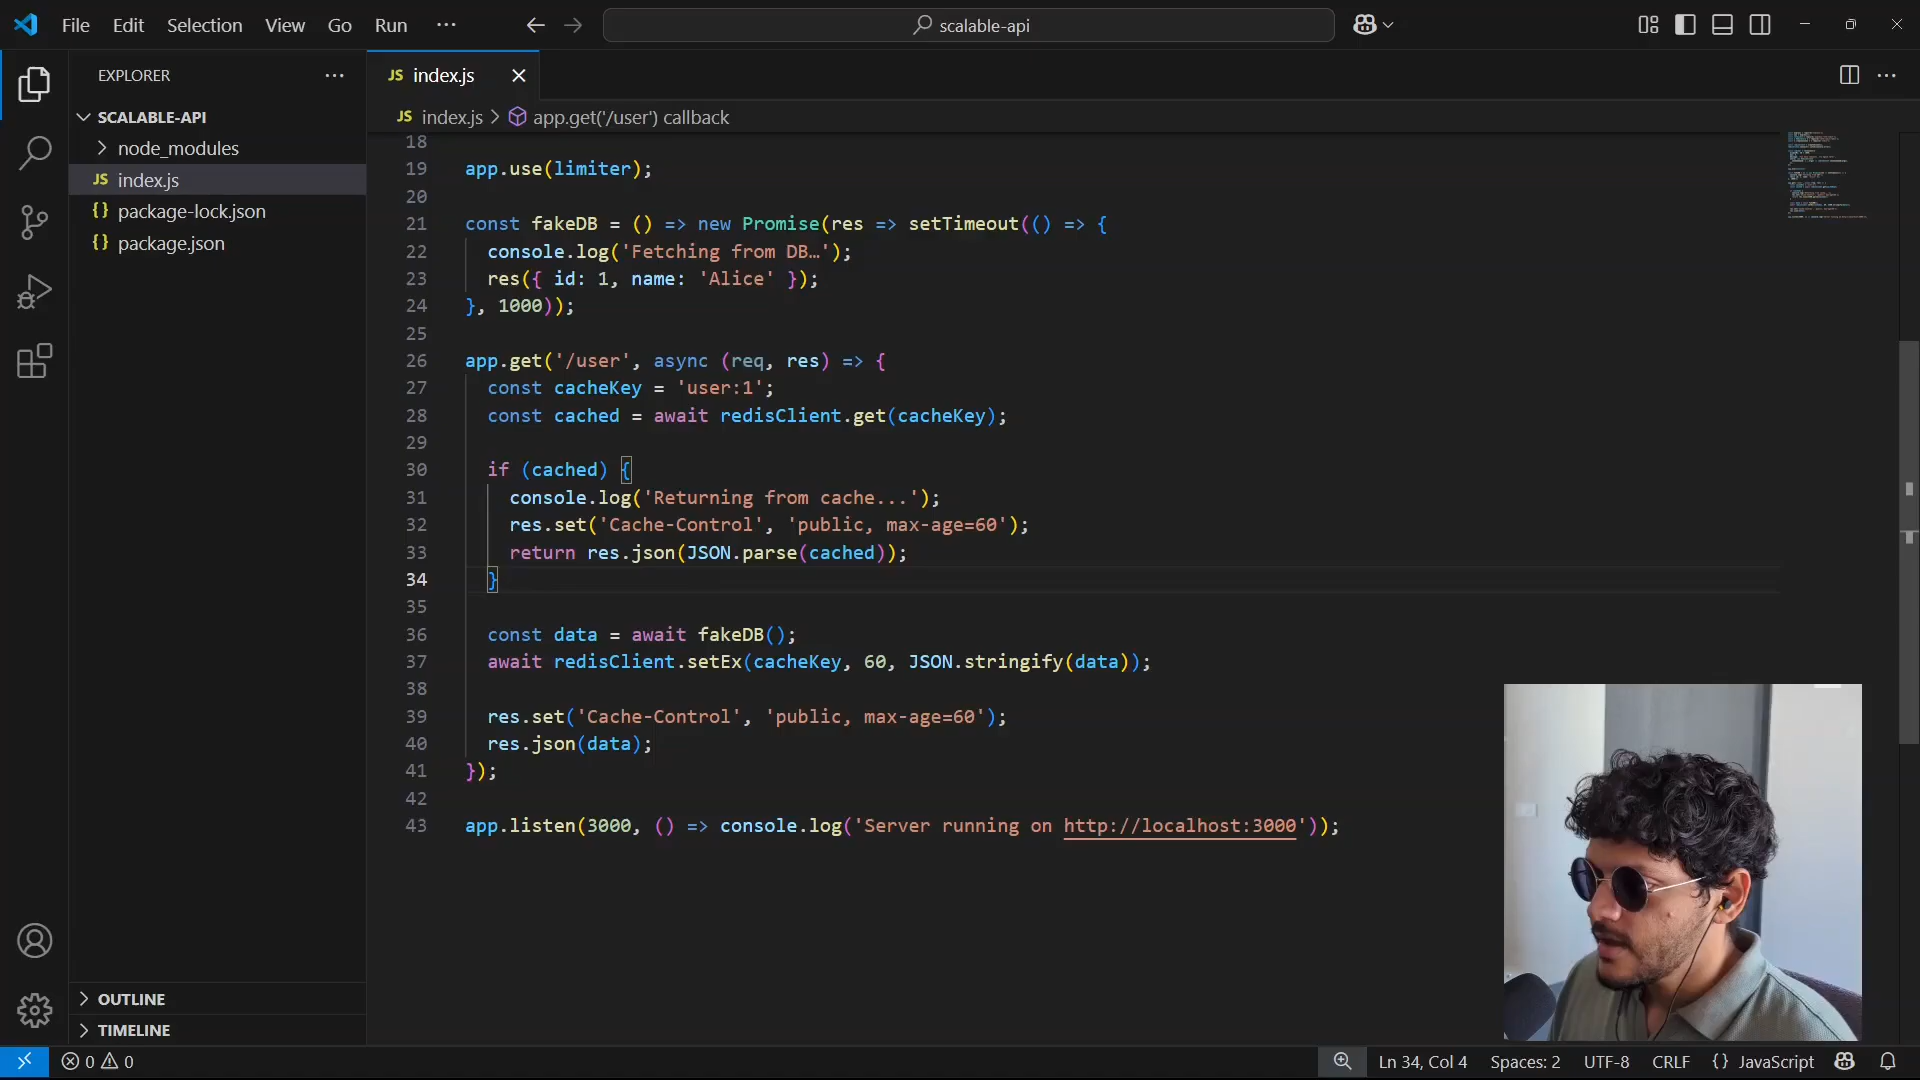 File Edit Selection View Go Run ···
scalable-api
EXPLORER
SCALABLE-API
node_modules
JS index.js
{} package-lock.json
{} package.json
OUTLINE
TIMELINE
JS index.js
JS index.js > app.get('/user') callback
18
19 app.use(limiter);
20
21 const fakeDB = () => new Promise(res => setTimeout(() => {
22 console.log('Fetching from DB…');
23 res({ id: 1, name: 'Alice' });
24 }, 1000));
25
26 app.get('/user', async (req, res) => {
27 const cacheKey = 'user:1';
28 const cached = await redisClient.get(cacheKey);
29
30 if (cached) {
31 console.log('Returning from cache...');
32 res.set('Cache-Control', 'public, max-age=60');
33 return res.json(JSON.parse(cached));
34 }
35
36 const data = await fakeDB();
37 await redisClient.setEx(cacheKey, 60, JSON.stringify(data));
38
39 res.set('Cache-Control', 'public, max-age=60');
40 res.json(data);
41 });
42
43 app.listen(3000, () => console.log('Server running on http://localhost:3000'));
0 0
Ln 34, Col 4 Spaces: 2 UTF-8 CRLF {} JavaScript